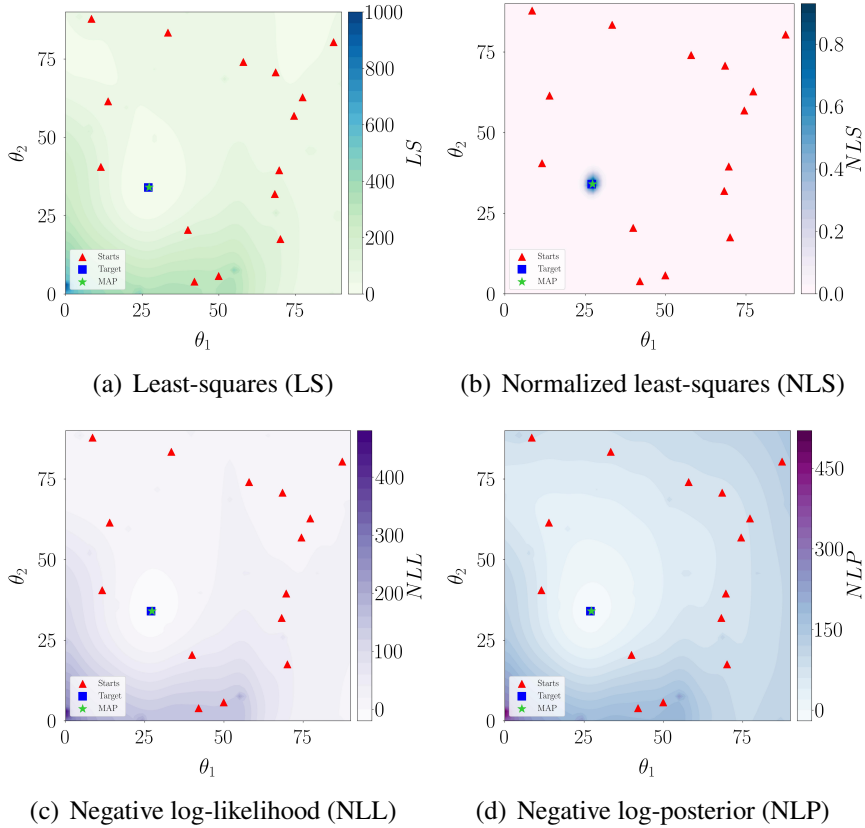 1000
800
600
400
200
0
LS
75
50
25
0
θ2
0 25 50 75
θ1
Starts
Target
MAP
(a) Least-squares (LS)
0.8
0.6
0.4
0.2
0.0
NLS
75
50
25
0
θ2
0 25 50 75
θ1
Starts
Target
MAP
(b) Normalized least-squares (NLS)
400
300
200
100
0
NLL
75
50
25
0
θ2
0 25 50 75
θ1
Starts
Target
MAP
(c) Negative log-likelihood (NLL)
450
300
150
0
NLP
75
50
25
0
θ2
0 25 50 75
θ1
Starts
Target
MAP
(d) Negative log-posterior (NLP)